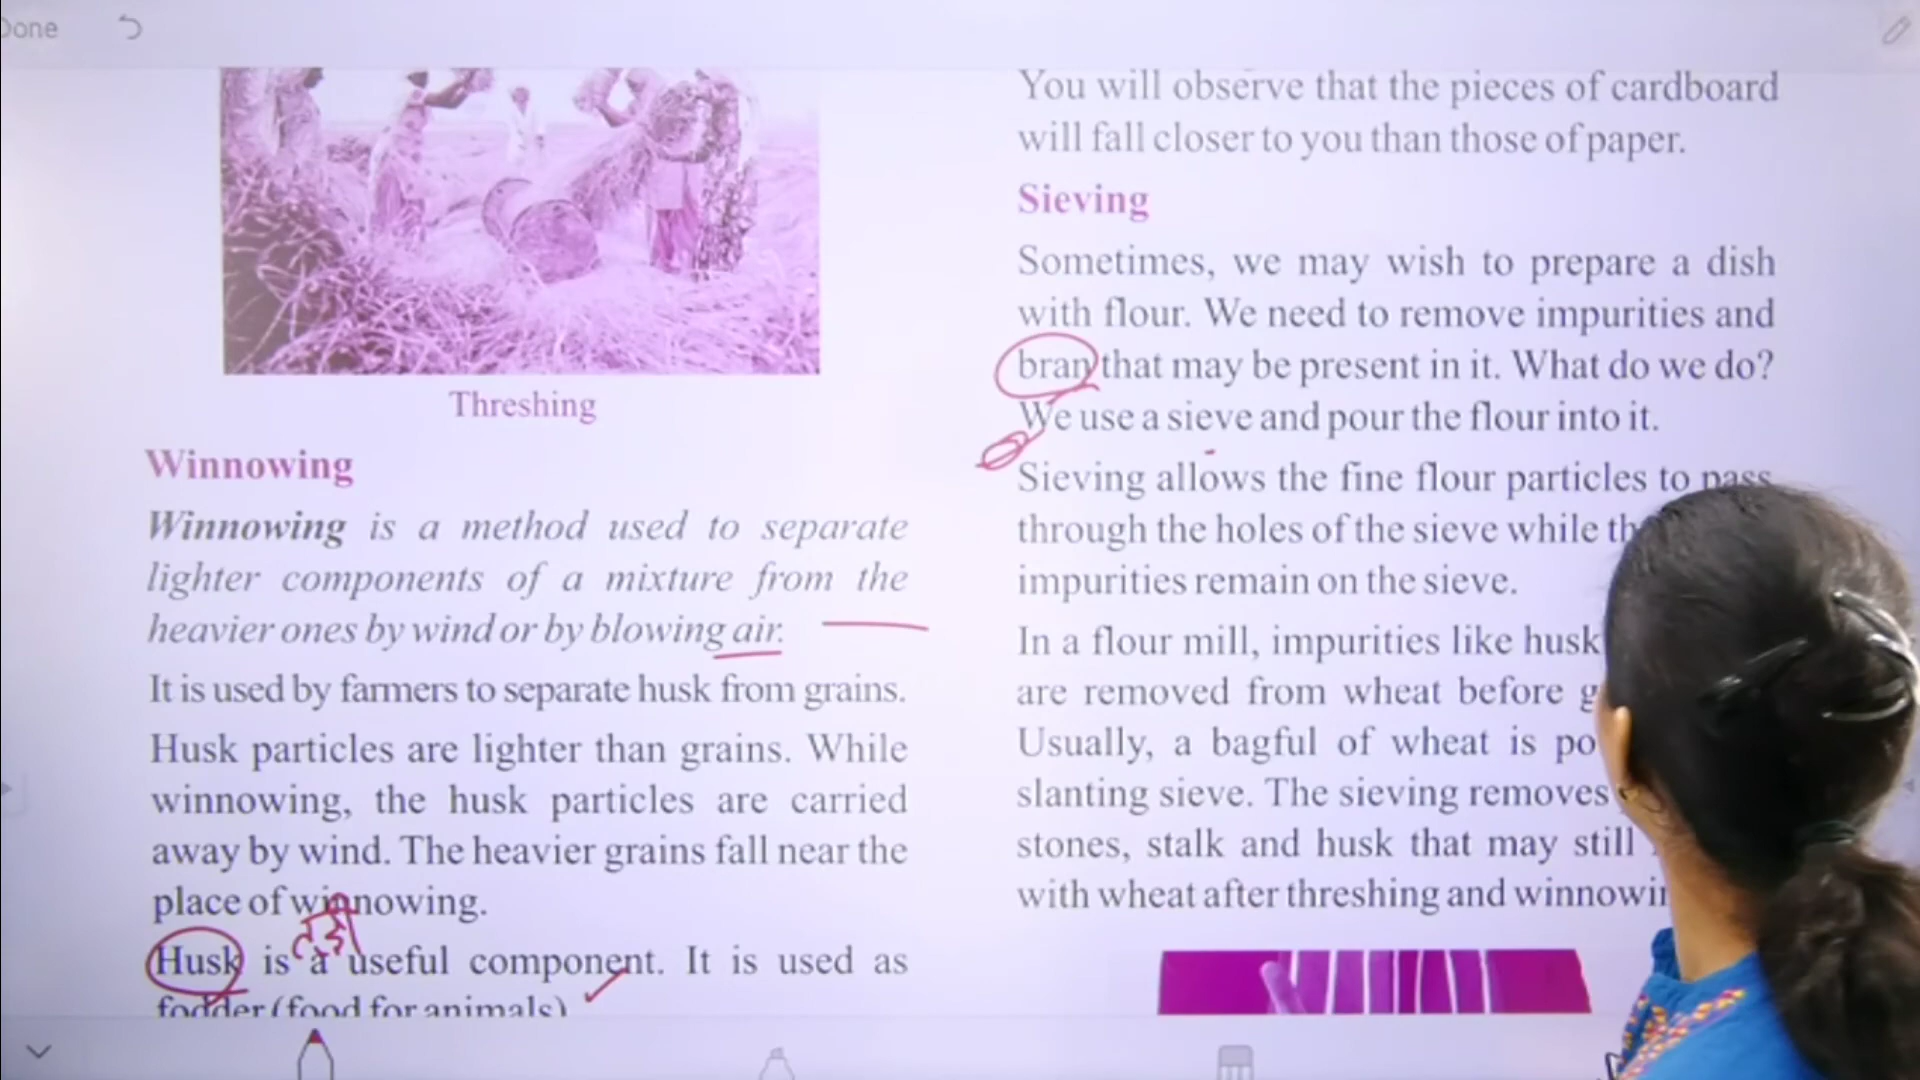 Done
Threshing
Winnowing
Winnowing is a method used to separate
lighter components of a mixture from the
heavier ones by wind or by blowing air.
It is used by farmers to separate husk from grains.
Husk particles are lighter than grains. While
winnowing, the husk particles are carried
away by wind. The heavier grains fall near the
place of winnowing.
Husk is a useful component. It is used as
fodder (food for animals)
You will observe that the pieces of cardboard
will fall closer to you than those of paper.
Sieving
Sometimes, we may wish to prepare a dish
with flour. We need to remove impurities and
bran that may be present in it. What do we do?
We use a sieve and pour the flour into it.
Sieving allows the fine flour particles to pass
through the holes of the sieve while
impurities remain on the sieve.
In a flour mill, impurities like husk
are removed from wheat before
Usually, a bagful of wheat is
slanting sieve. The sieving removes
stones, stalk and husk that may still
with wheat after threshing and